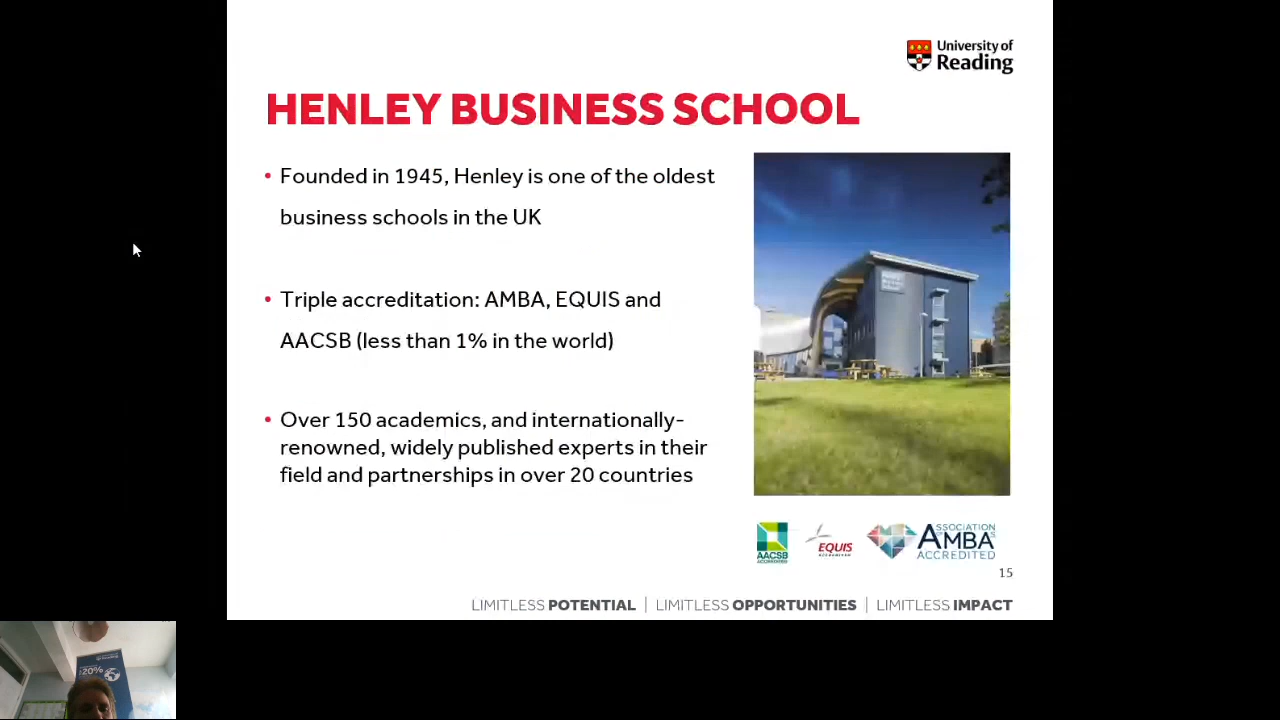 University of
Reading
HENLEY BUSINESS SCHOOL
• Founded in 1945, Henley is one of the oldest
business schools in the UK
• Triple accreditation: AMBA, EQUIS and
AACSB (less than 1% in the world)
• Over 150 academics, and internationally-
renowned, widely published experts in their
field and partnerships in over 20 countries
AACSB
ACCREDITED
EQUIS
ACCREDITED
ASSOCIATION
AMBA'S
ACCREDITED
15
LIMITLESS POTENTIAL | LIMITLESS OPPORTUNITIES | LIMITLESS IMPACT
20%